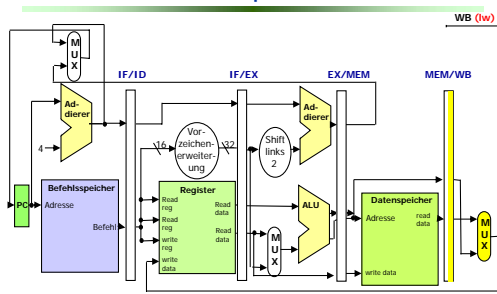 WB (lw)
M
U
X
IF/ID
IF/EX
EX/MEM
MEM/WB
Ad-
dierer
4
16
Vor-
zeichen-
erweiter-
ung
32
Shift
links
2
Ad-
dierer
PC
Befehlsspeicher
Adresse
Befehl
Register
Read
reg
Read
reg
write
reg
write
data
Read
data
Read
data
M
U
X
ALU
Datenspeicher
Adresse
read
data
write data
M
U
X